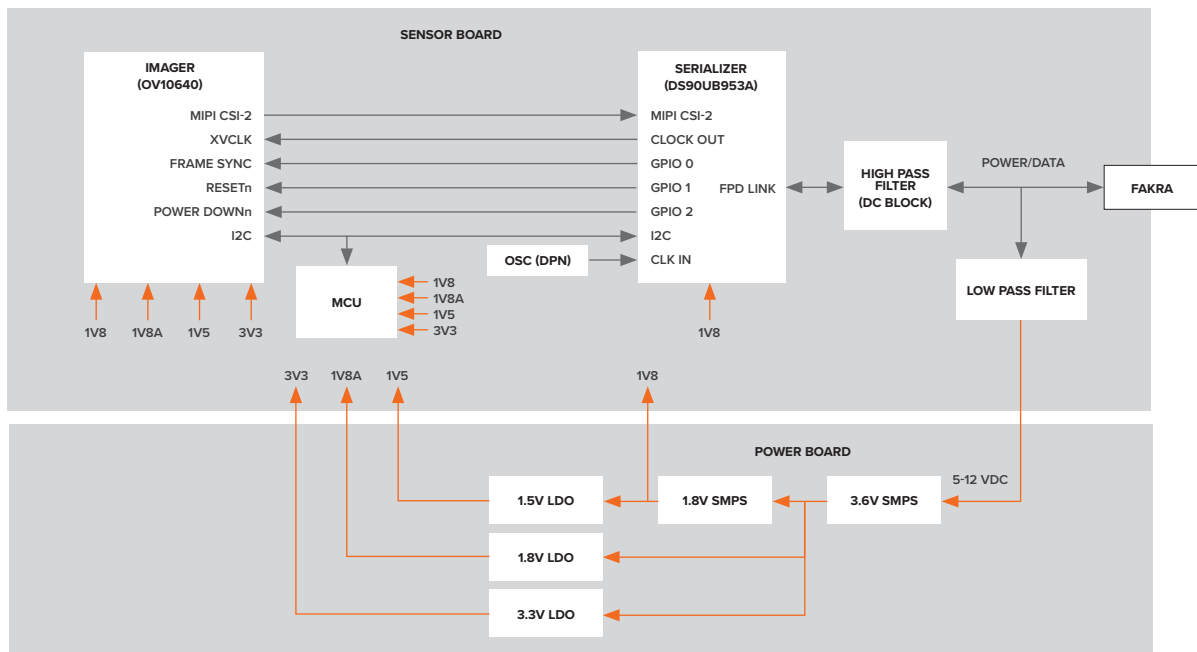 SENSOR BOARD
IMAGER
(OV10640)
MIPI CSI-2
XVCLK
FRAME SYNC
RESETn
POWER DOWNn
I2C
1V8
1V8A
1V5
3V3
MCU
1V8
1V8A
1V5
3V3
OSC (DPN)
SERIALIZER
(DS90UB953A)
MIPI CSI-2
CLOCK OUT
GPIO 0
GPIO 1
GPIO 2
I2C
CLK IN
FPD LINK
1V8
HIGH PASS
FILTER
(DC BLOCK)
POWER/DATA
FAKRA
LOW PASS FILTER
3V3
1V8A
1V5
1V8
POWER BOARD
5-12 VDC
1.5V LDO
1.8V SMPS
3.6V SMPS
1.8V LDO
3.3V LDO